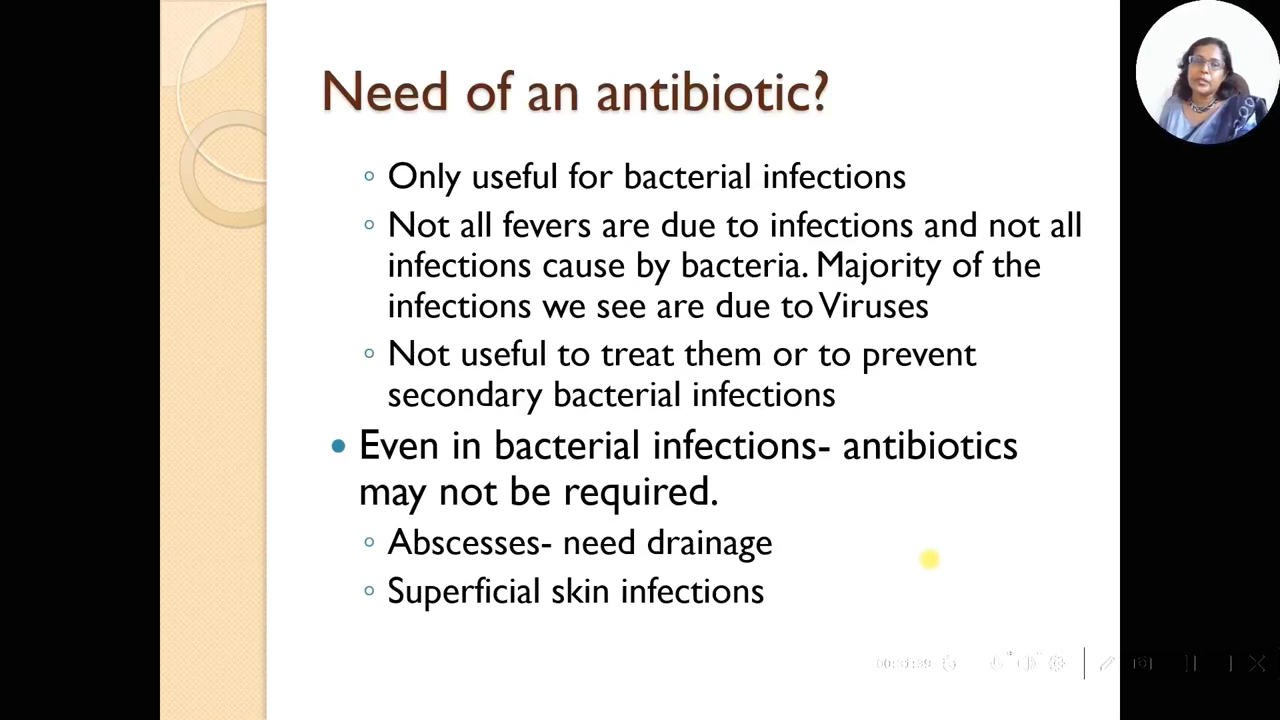 Need of an antibiotic?
Only useful for bacterial infections
Not all fevers are due to infections and not all
infections cause by bacteria. Majority of the
infections we see are due to Viruses
Not useful to treat them or to prevent
secondary bacterial infections
Even in bacterial infections- antibiotics
may not be required.
Abscesses- need drainage
Superficial skin infections